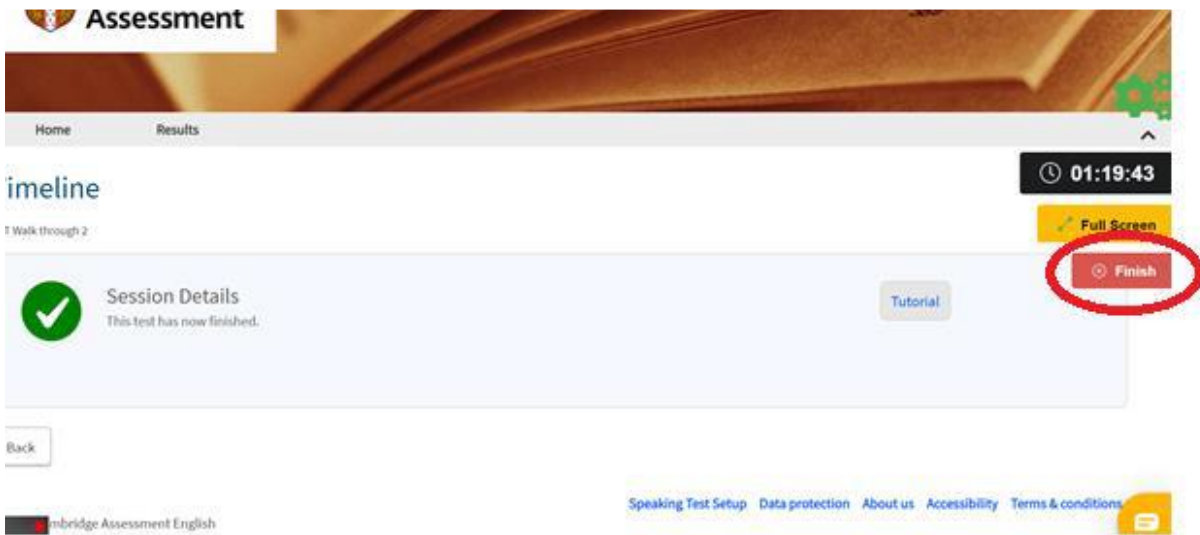 Assessment
Home Results
imeline
01:19:43
T Walk through 2
Full Screen
Finish
Session Details
This test has now finished.
Tutorial
Back
Speaking Test Setup Data protection About us Accessibility Terms & conditions
mbridge Assessment English